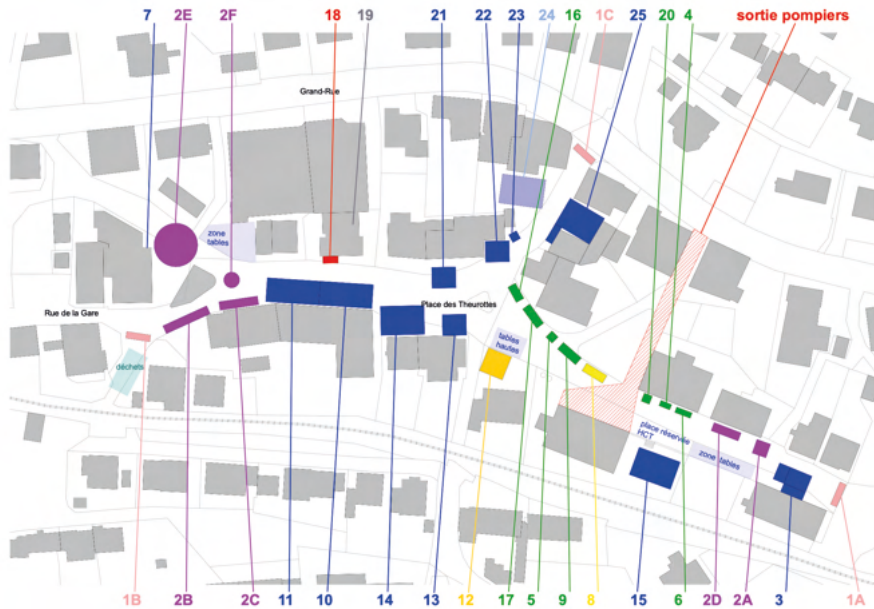 7 2E 2F 18 19 21 22 23 24 16 1C 25 20 4 sortie pompiers
Grand-Rue
zone
tables
Place des Theurottes
Rue de la Gare
tables
hautes
déchets
place réservée
HCT
zone tables
1B 2B 2C 11 10 14 13 12 17 5 9 8 15 6 2D 2A 3 1A